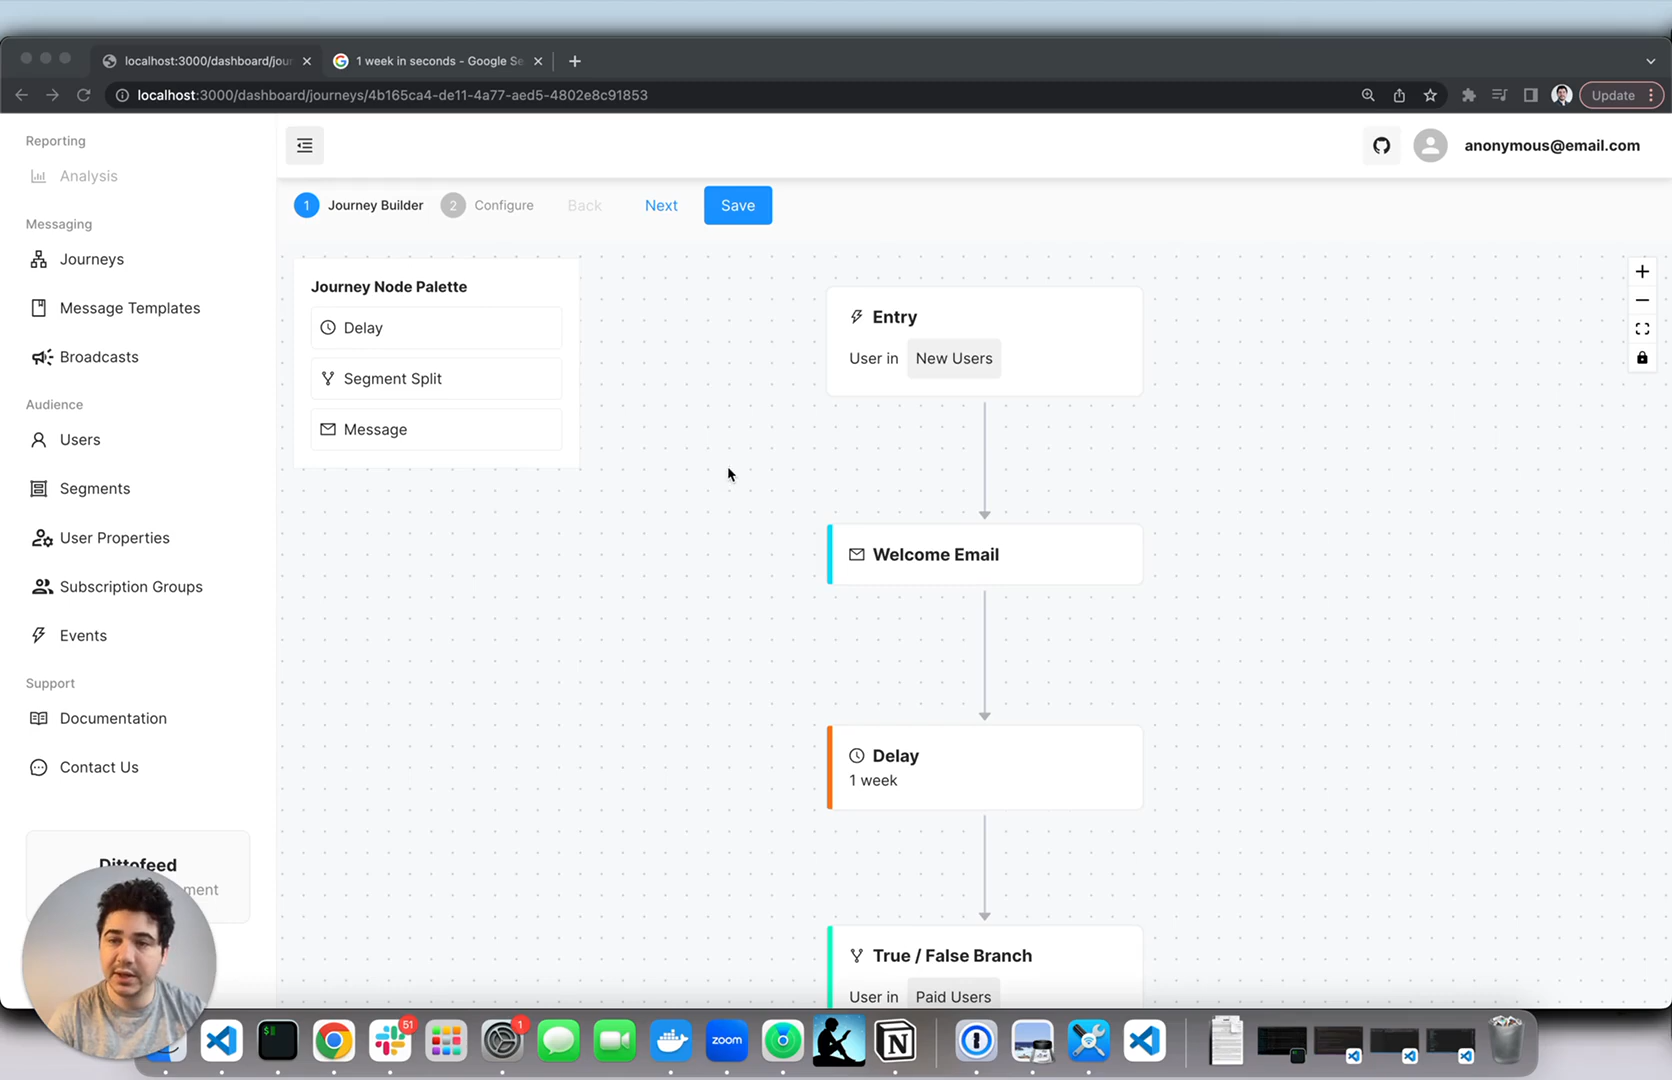 localhost:3000/dashboard/jou
1 week in seconds - Google Se
localhost:3000/dashboard/journeys/4b165ca4-de11-4a77-aed5-4802e8c91853
Update
Reporting
Analysis
Messaging
Journeys
Message Templates
Broadcasts
Audience
Users
Segments
User Properties
Subscription Groups
Events
Support
Documentation
Contact Us
Dittofeed
ment
anonymous@email.com
1 Journey Builder
2 Configure
Back
Next
Save
Journey Node Palette
Delay
Segment Split
Message
Entry
User in New Users
Welcome Email
Delay
1 week
True / False Branch
User in Paid Users
$
51
1
zoom
N